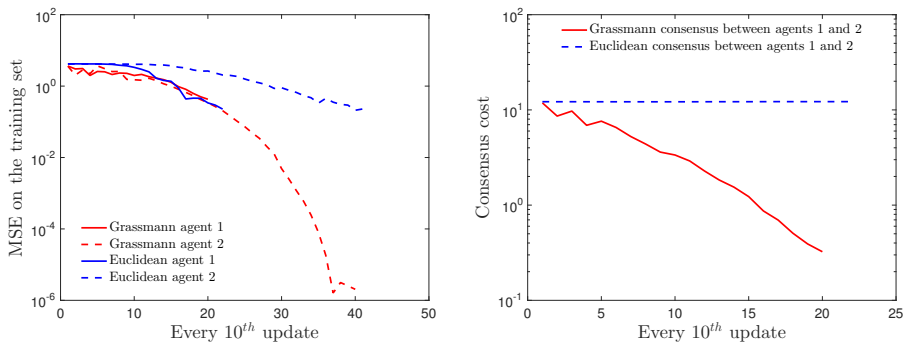 MSE on the training set
10^2
10^0
10^-2
10^-4
10^-6
Grassmann agent 1
Grassmann agent 2
Euclidean agent 1
Euclidean agent 2
0 10 20 30 40 50
Every 10^th update
Consensus cost
10^2
10^1
10^0
10^-1
Grassmann consensus between agents 1 and 2
Euclidean consensus between agents 1 and 2
0 5 10 15 20 25
Every 10^th update